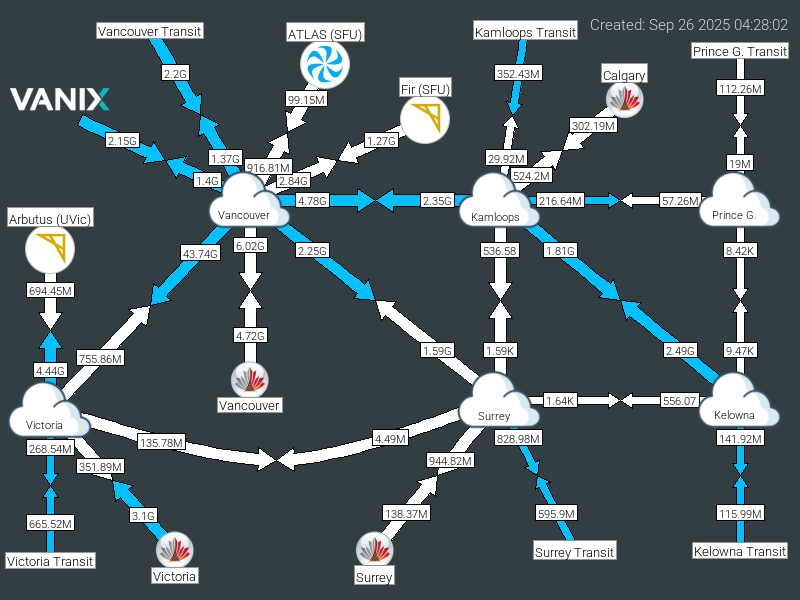 Created: Sep 26 2025 04:28:02
Vancouver Transit
ATLAS (SFU)
Kamloops Transit
Prince G. Transit
2.2G
352.43M
Calgary
Fir (SFU)
112.26M
VANIX
99.15M
302.19M
2.15G
1.27G
1.37G
29.92M
19M
916.81M
524.2M
1.4G
2.84G
4.78G
2.35G
216.64M
57.26M
Vancouver
Kamloops
Prince G.
Arbutus (UVic)
43.74G
6.02G
2.25G
536.58
1.81G
8.42K
694.45M
4.72G
755.86M
1.59G
1.59K
2.49G
9.47K
4.44G
Vancouver
1.64K
556.07
Victoria
Surrey
Kelowna
135.78M
4.49M
828.98M
141.92M
268.54M
351.89M
944.82M
665.52M
3.1G
138.37M
595.9M
115.99M
Victoria Transit
Victoria
Surrey
Surrey Transit
Kelowna Transit